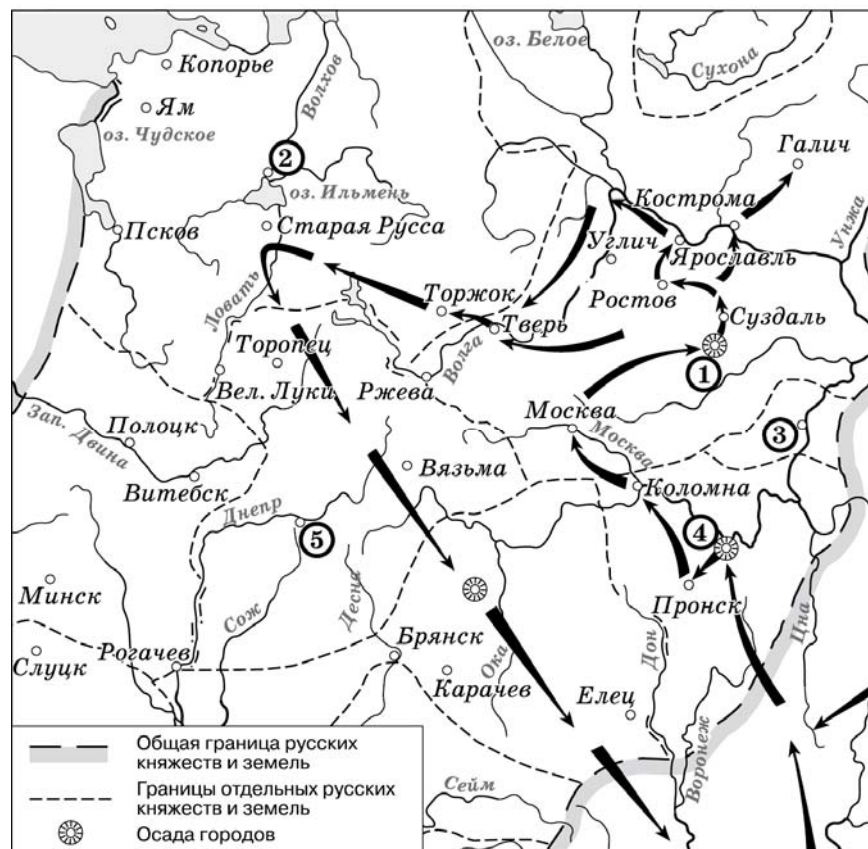 оз. Белое
Сухона
Копорье
Волхов
Ям
оз. Чудское
2
Галич
оз. Ильмень
Кострома
Унжа
Псков
Старая Русса
Углич
Ярославль
Ловать
Торжок
Ростов
Тверь
Суздаль
Торопец
Волга
1
Вел. Луки
Ржева
Москва
Зап. Двина
Полоцк
Москва
3
Вязьма
Витебск
Коломна
Днепр
5
4
Минск
Десна
Пронск
Цна
Сож
Слуцк
Рогачев
Брянск
Ока
Дон
Карачев
Елец
Воронеж
Сейм
Общая граница русских
княжеств и земель
Границы отдельных русских
княжеств и земель
Осада городов